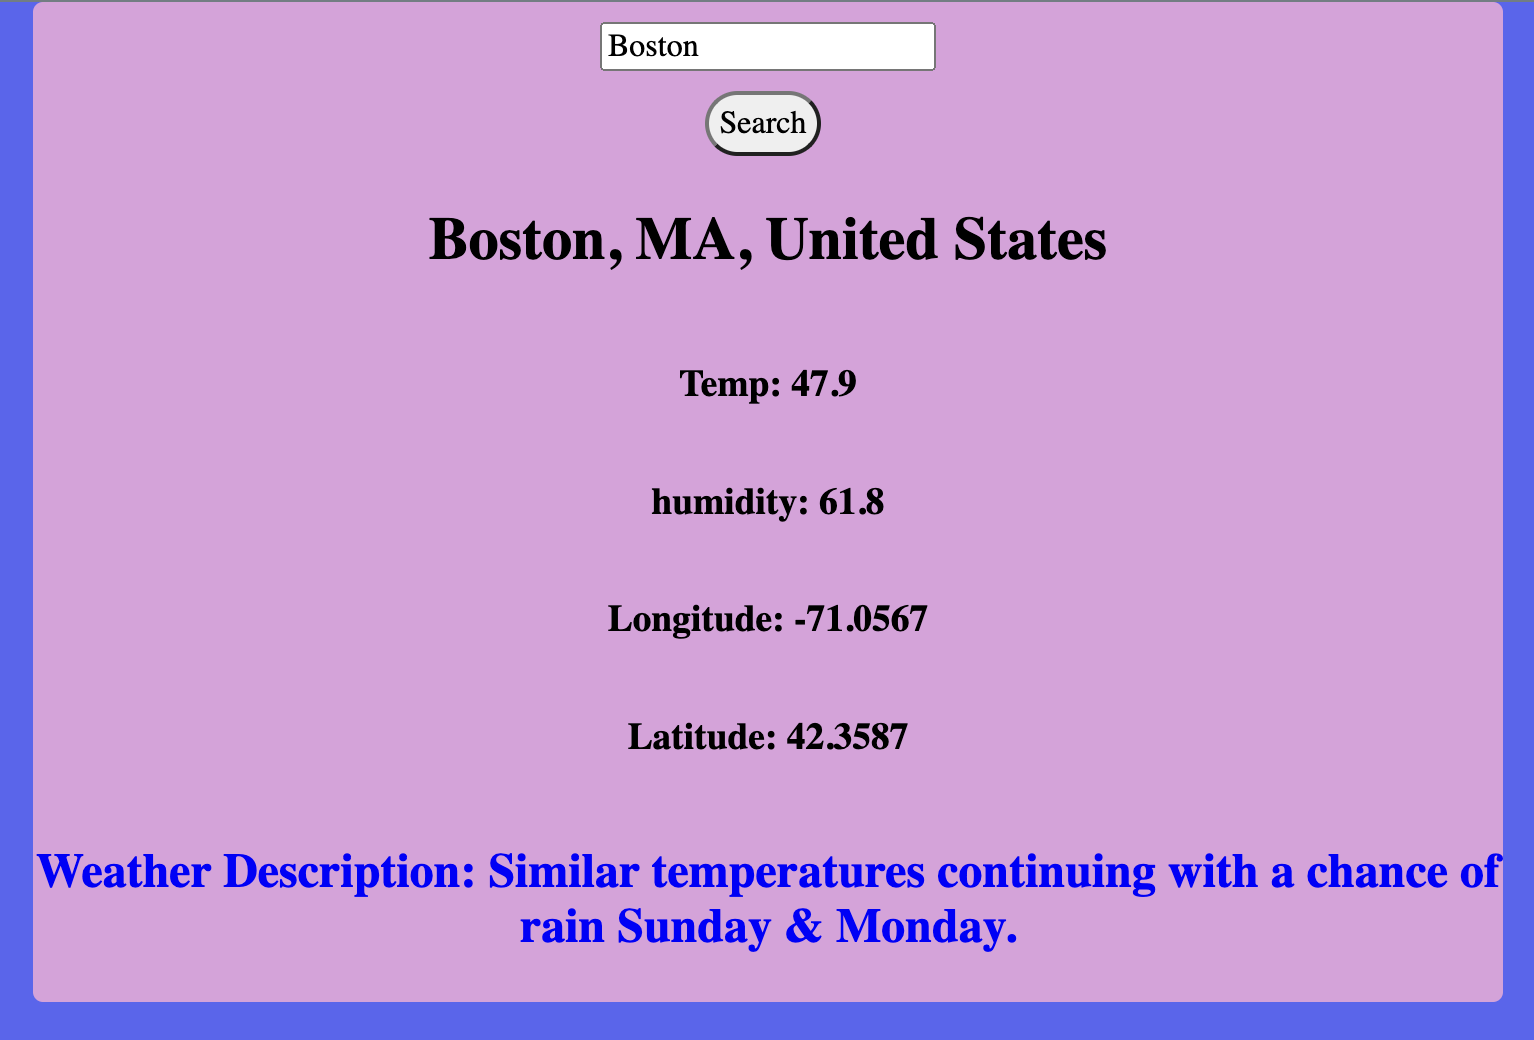 Boston
Search
Boston, MA, United States
Temp: 47.9
humidity: 61.8
Longitude: -71.0567
Latitude: 42.3587
Weather Description: Similar temperatures continuing with a chance of
rain Sunday & Monday.